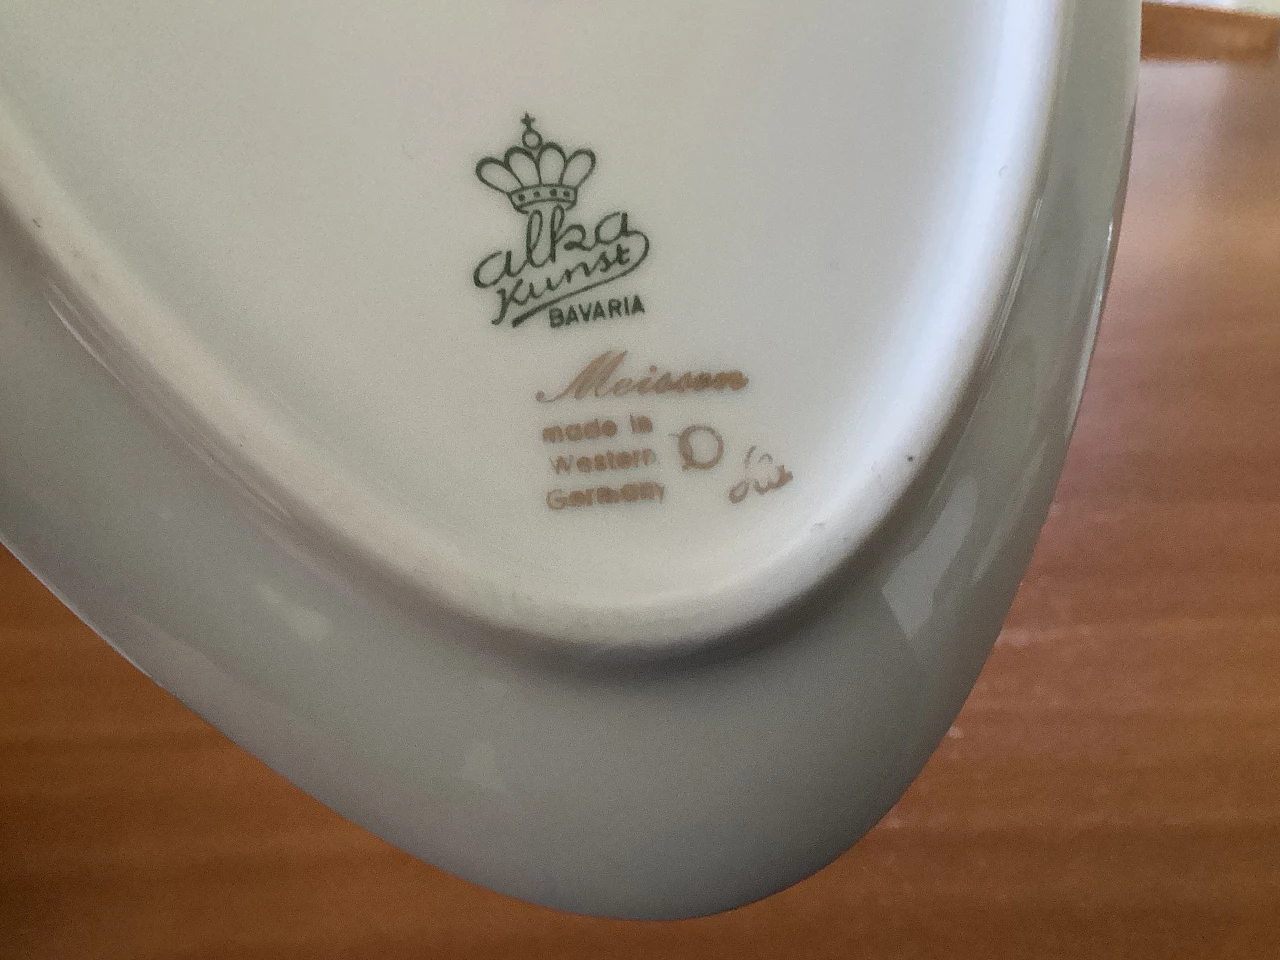 alka
Kunst
BAVARIA
Meissen
made in
Western
Germany